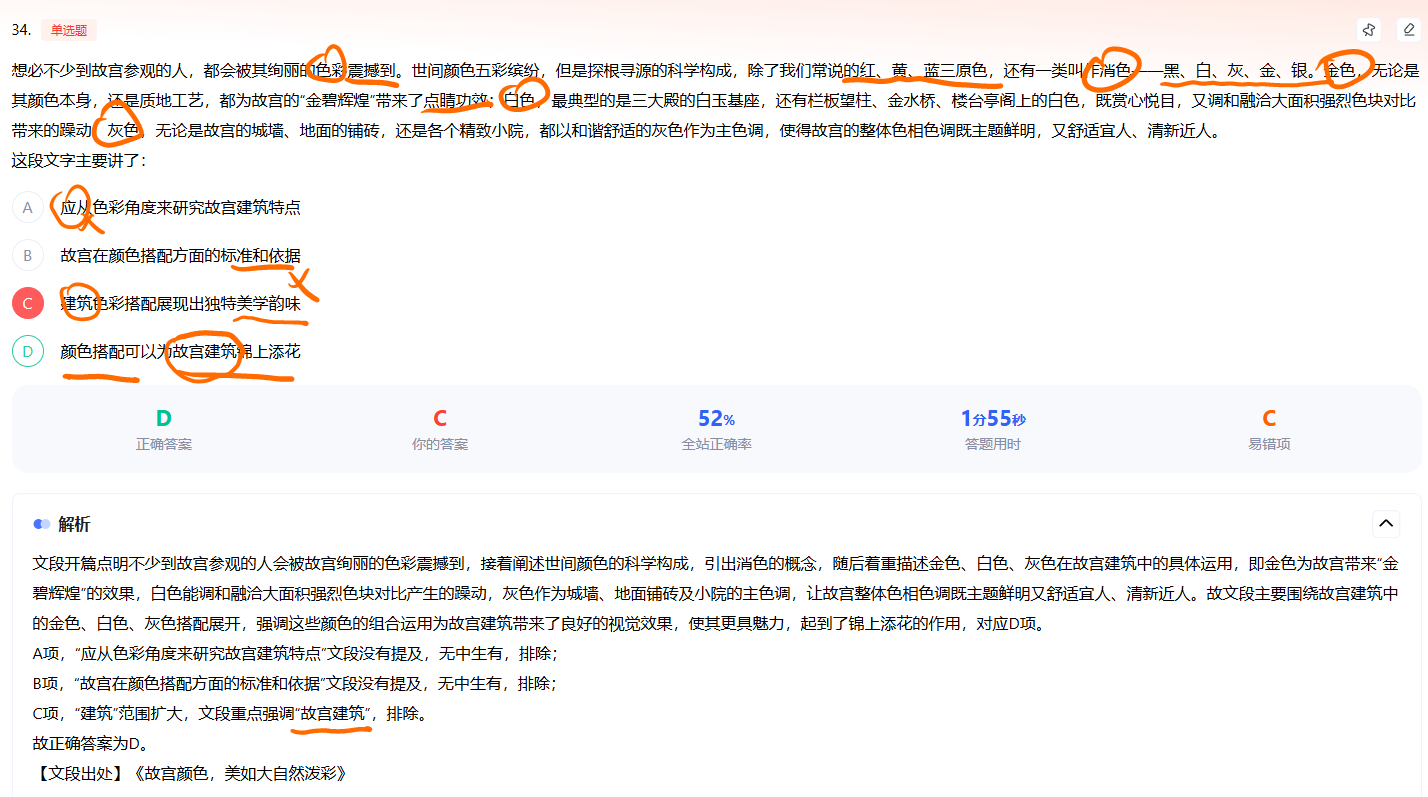 34. 单选题
想必不少到故宫参观的人，都会被其绚丽的色彩震撼到。世间颜色五彩缤纷，但是探根寻源的科学构成，除了我们常说的红、黄、蓝三原色，还有一类叫作消色——黑、白、灰、金、银。金色，无论是
其颜色本身，还是质地工艺，都为故宫的“金碧辉煌”带来了点睛功效；白色，最典型的是三大殿的白玉基座，还有栏板望柱、金水桥、楼台亭阁上的白色，既赏心悦目，又调和融洽大面积强烈色块对比
带来的躁动；灰色，无论是故宫的城墙、地面的铺砖，还是各个精致小院，都以和谐舒适的灰色作为主色调，使得故宫的整体色相色调既主题鲜明，又舒适宜人、清新近人。
这段文字主要讲了：
A 应从色彩角度来研究故宫建筑特点
B 故宫在颜色搭配方面的标准和依据
C 建筑色彩搭配展现出独特美学韵味
D 颜色搭配可以为故宫建筑锦上添花
D C 52% 1分55秒 C
正确答案 你的答案 全站正确率 答题用时 易错项
解析
文段开篇点明不少到故宫参观的人会被故宫绚丽的色彩震撼到，接着阐述世间颜色的科学构成，引出消色的概念，随后着重描述金色、白色、灰色在故宫建筑中的具体运用，即金色为故宫带来“金
碧辉煌”的效果，白色能调和融洽大面积强烈色块对比产生的躁动，灰色作为城墙、地面铺砖及小院的主色调，让故宫整体色相色调既主题鲜明又舒适宜人、清新近人。故文段主要围绕故宫建筑中
的金色、白色、灰色搭配展开，强调这些颜色的组合运用为故宫建筑带来了良好的视觉效果，使其更具魅力，起到了锦上添花的作用，对应D项。
A项，“应从色彩角度来研究故宫建筑特点”文段没有提及，无中生有，排除；
B项，“故宫在颜色搭配方面的标准和依据”文段没有提及，无中生有，排除；
C项，“建筑”范围扩大，文段重点强调“故宫建筑”，排除。
故正确答案为D。
【文段出处】《故宫颜色，美如大自然泼彩》